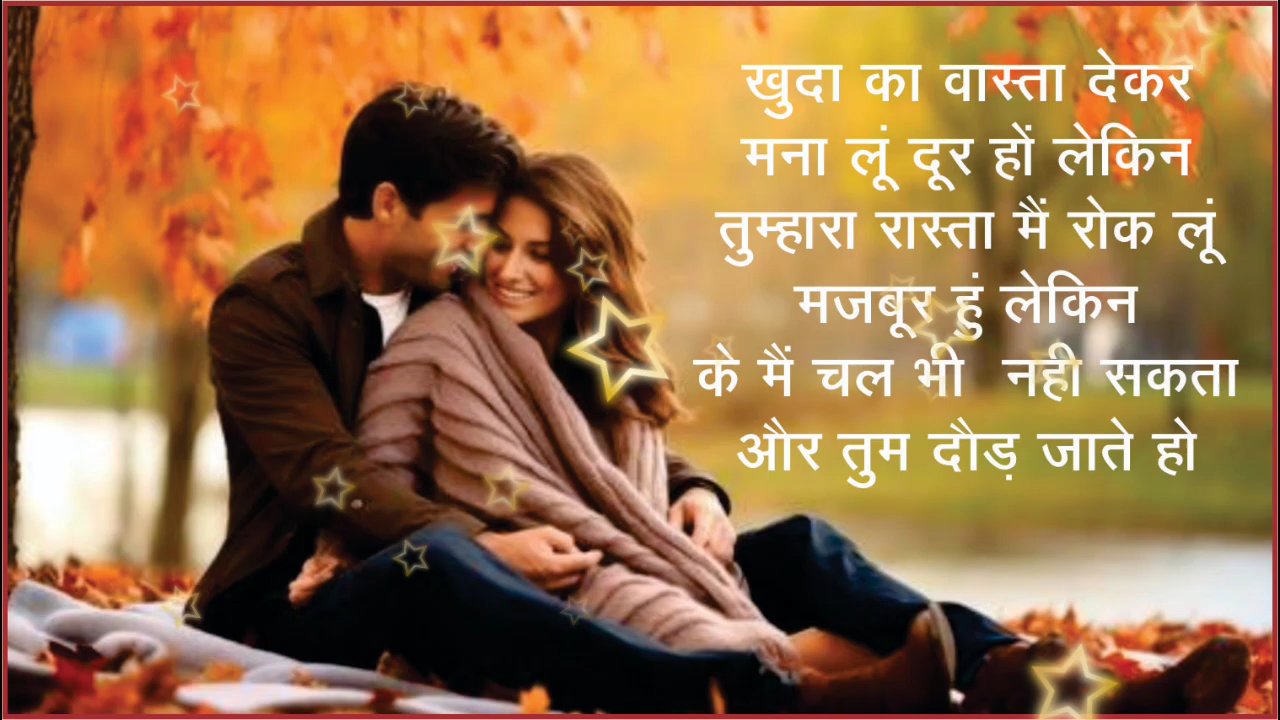 खुदा का वास्ता देकर
मना लूं दूर हों लेकिन
तुम्हारा रास्ता मैं रोक लूं
मजबूर हुं लेकिन
के मैं चल भी नही सकता
और तुम दौड़ जाते हो